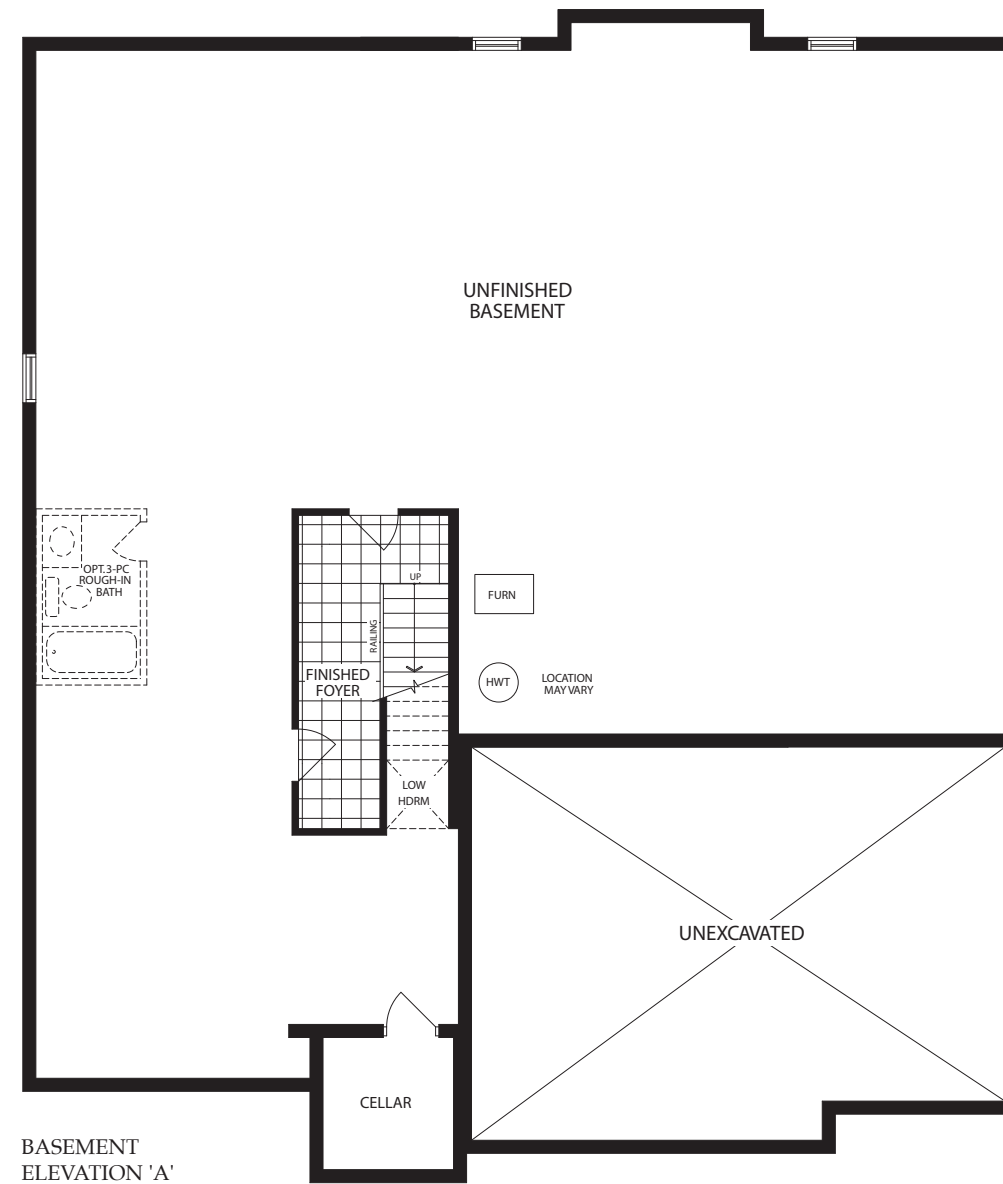 UNFINISHED
BASEMENT
OPT.3-PC
ROUGH-IN
BATH
UP
RAILING
FURN
FINISHED
FOYER
HWT
LOCATION
MAY VARY
LOW
HDRM
UNEXCAVATED
CELLAR
BASEMENT
ELEVATION 'A'